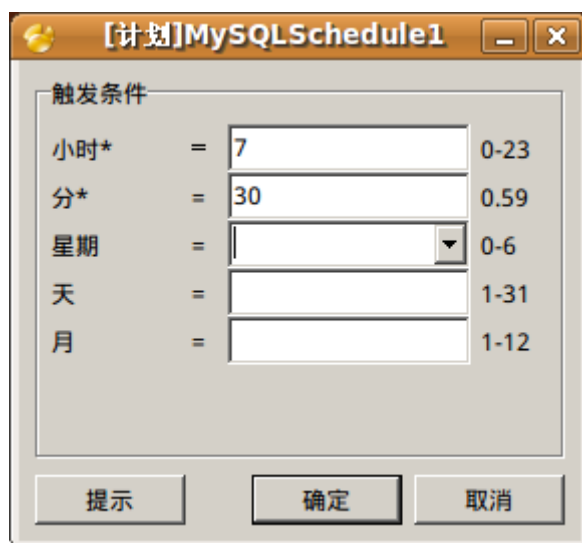 [计划]MySQLSchedule1
触发条件
小时* = 7 0-23
分* = 30 0.59
星期 = 0-6
天 = 1-31
月 = 1-12
提示 确定 取消